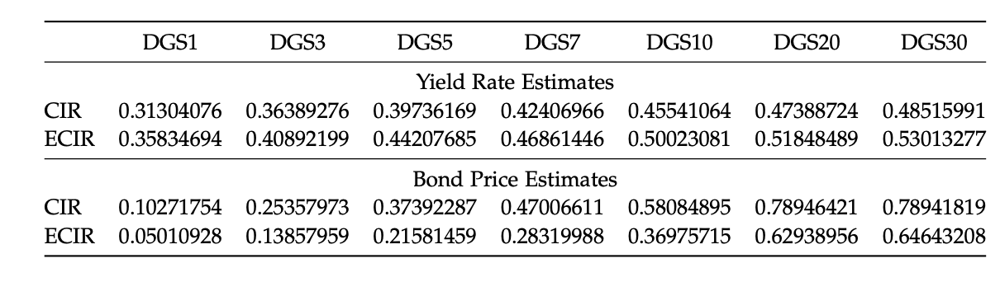 DGS1 DGS3 DGS5 DGS7 DGS10 DGS20 DGS30
Yield Rate Estimates
CIR 0.31304076 0.36389276 0.39736169 0.42406966 0.45541064 0.47388724 0.48515991
ECIR 0.35834694 0.40892199 0.44207685 0.46861446 0.50023081 0.51848489 0.53013277
Bond Price Estimates
CIR 0.10271754 0.25357973 0.37392287 0.47006611 0.58084895 0.78946421 0.78941819
ECIR 0.05010928 0.13857959 0.21581459 0.28319988 0.36975715 0.62938956 0.64643208